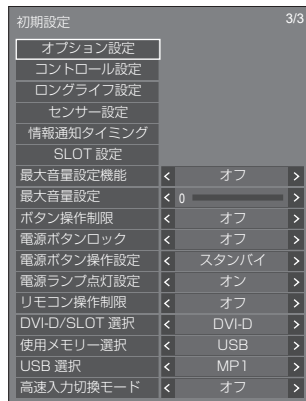 初期設定 3/3
オプション設定
コントロール設定
ロングライフ設定
センサー設定
情報通知タイミング
SLOT 設定
最大音量設定機能 < オフ >
最大音量設定 < 0 >
ボタン操作制限 < オフ >
電源ボタンロック < オフ >
電源ボタン操作設定 < スタンバイ >
電源ランプ点灯設定 < オン >
リモコン操作制限 < オフ >
DVI-D/SLOT 選択 < DVI-D >
使用メモリー選択 < USB >
USB 選択 < MP1 >
高速入力切換モード < オフ >